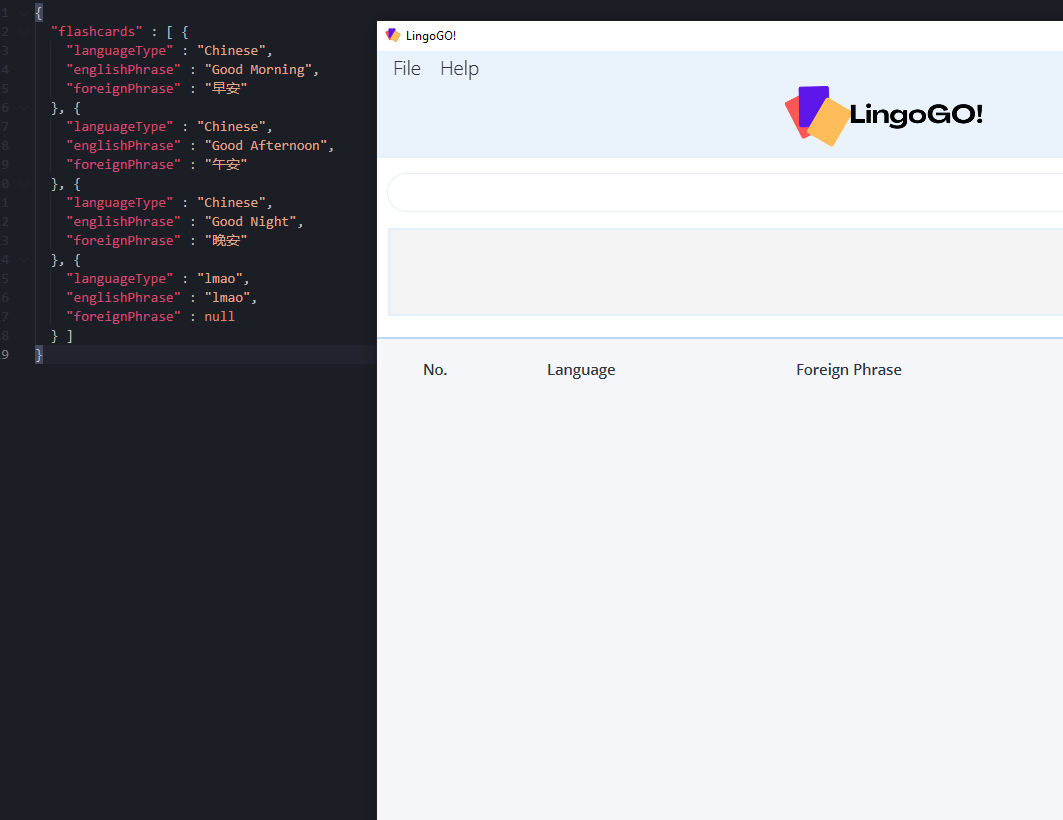 1 {
2 "flashcards" : [ {
3 "languageType" : "Chinese",
4 "englishPhrase" : "Good Morning",
5 "foreignPhrase" : "早安"
6 }, {
7 "languageType" : "Chinese",
8 "englishPhrase" : "Good Afternoon",
9 "foreignPhrase" : "午安"
0 }, {
1 "languageType" : "Chinese",
2 "englishPhrase" : "Good Night",
3 "foreignPhrase" : "晚安"
4 }, {
5 "languageType" : "lmao",
6 "englishPhrase" : "lmao",
7 "foreignPhrase" : null
8 } ]
9 }
LingoGO!
File Help
LingoGO!
No. Language Foreign Phrase